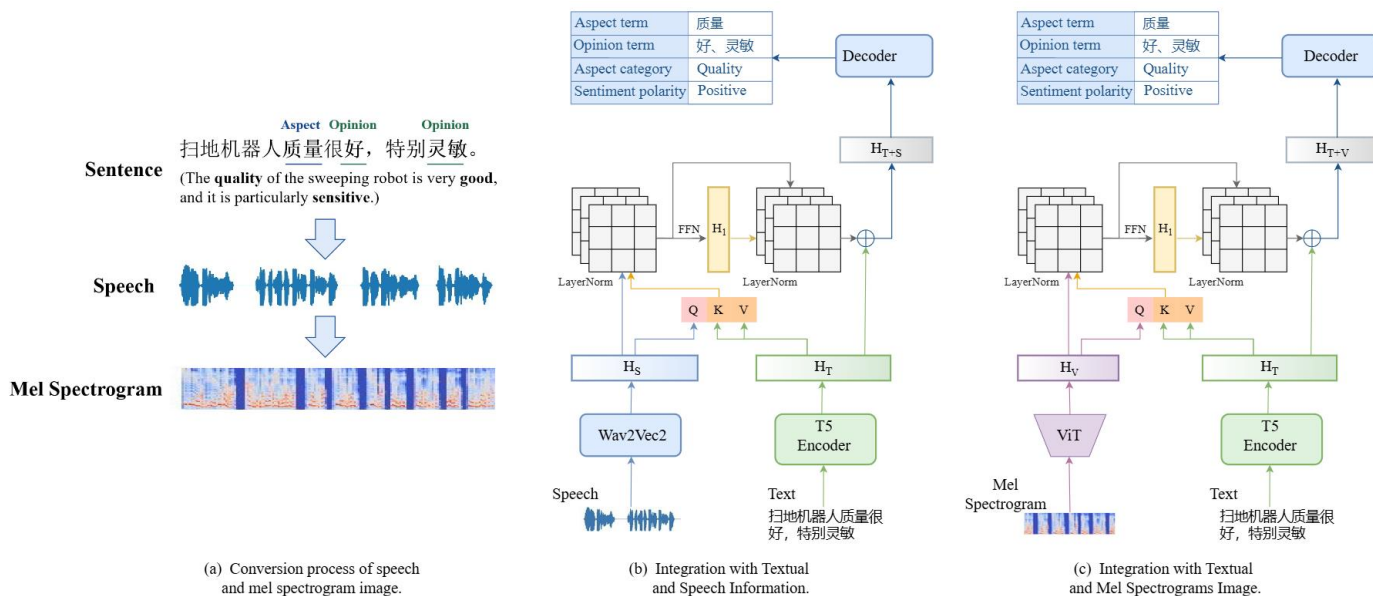 Aspect Opinion Opinion
Sentence
扫地机器人质量很好，特别灵敏。
(The quality of the sweeping robot is very good,
and it is particularly sensitive.)
Speech
Mel Spectrogram
(a) Conversion process of speech
and mel spectrogram image.
Aspect term 质量
Opinion term 好、灵敏
Aspect category Quality
Sentiment polarity Positive
Decoder
H_{T+S}
FFN
H_1
LayerNorm
LayerNorm
Q K V
H_S
H_T
Wav2Vec2
T5
Encoder
Speech
Text
扫地机器人质量很
好，特别灵敏
(b) Integration with Textual
and Speech Information.
Aspect term 质量
Opinion term 好、灵敏
Aspect category Quality
Sentiment polarity Positive
Decoder
H_{T+V}
FFN
H_1
LayerNorm
LayerNorm
Q K V
H_V
H_T
ViT
T5
Encoder
Mel
Spectrogram
Text
扫地机器人质量很
好，特别灵敏
(c) Integration with Textual
and Mel Spectrograms Image.